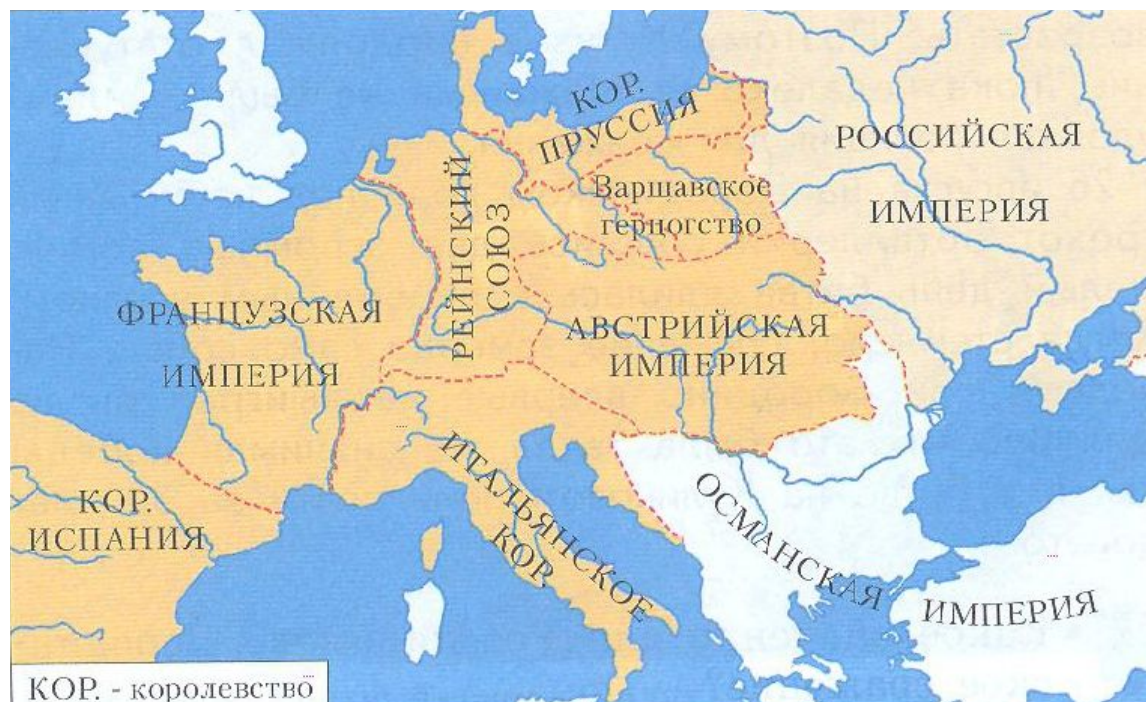 КОР.
ПРУССИЯ
РОССИЙСКАЯ
ИМПЕРИЯ
Варшавское
герцогство
РЕЙНСКИЙ
СОЮЗ
ФРАНЦУЗСКАЯ
ИМПЕРИЯ
АВСТРИЙСКАЯ
ИМПЕРИЯ
ИТАЛЬЯНСКОЕ
КОР.
КОР.
ИСПАНИЯ
ОСМАНСКАЯ
ИМПЕРИЯ
КОР. - королевство